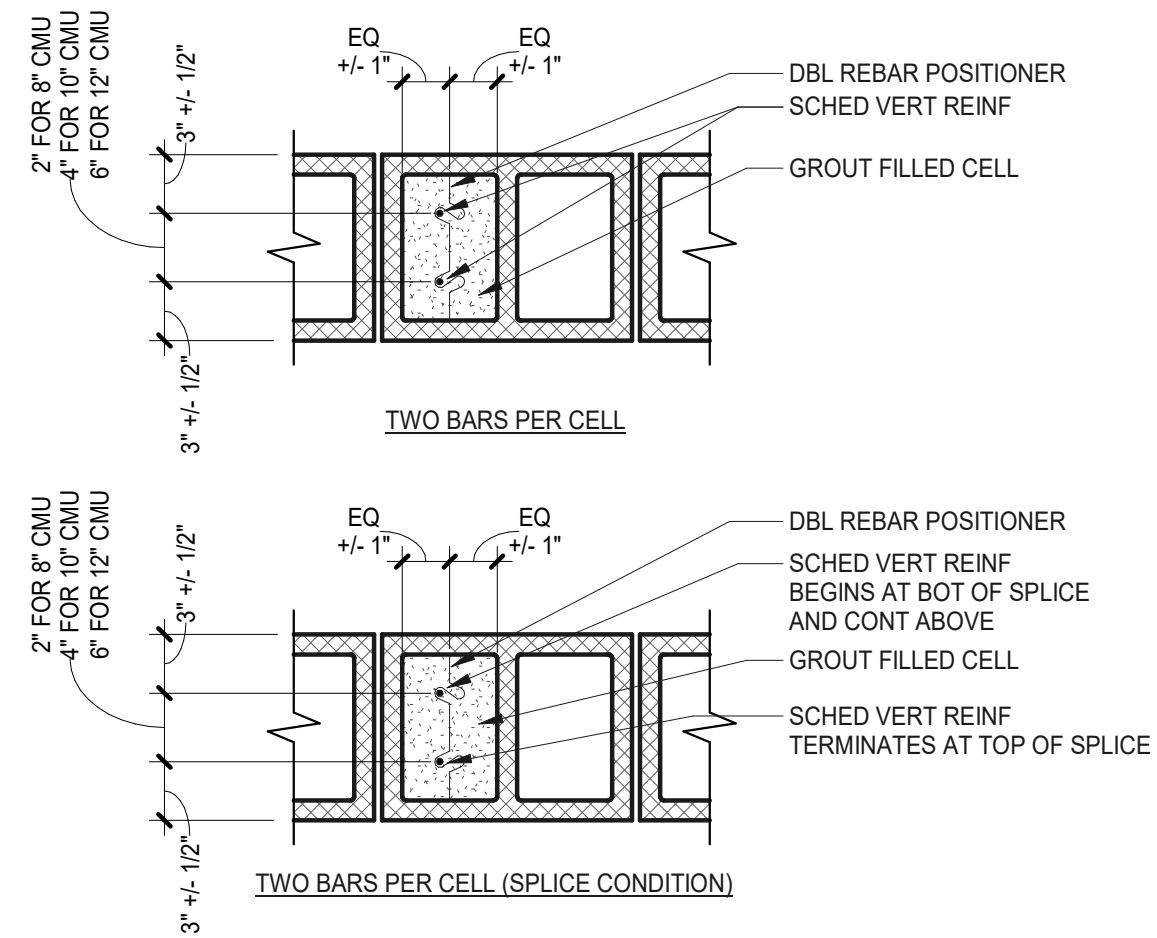 2" FOR 8" CMU
4" FOR 10" CMU
6" FOR 12" CMU
3" +/- 1/2"
3" +/- 1/2"
EQ
+/- 1"
EQ
+/- 1"
DBL REBAR POSITIONER
SCHED VERT REINF
GROUT FILLED CELL
TWO BARS PER CELL
2" FOR 8" CMU
4" FOR 10" CMU
6" FOR 12" CMU
3" +/- 1/2"
3" +/- 1/2"
EQ
+/- 1"
EQ
+/- 1"
DBL REBAR POSITIONER
SCHED VERT REINF
BEGINS AT BOT OF SPLICE
AND CONT ABOVE
GROUT FILLED CELL
SCHED VERT REINF
TERMINATES AT TOP OF SPLICE
TWO BARS PER CELL (SPLICE CONDITION)